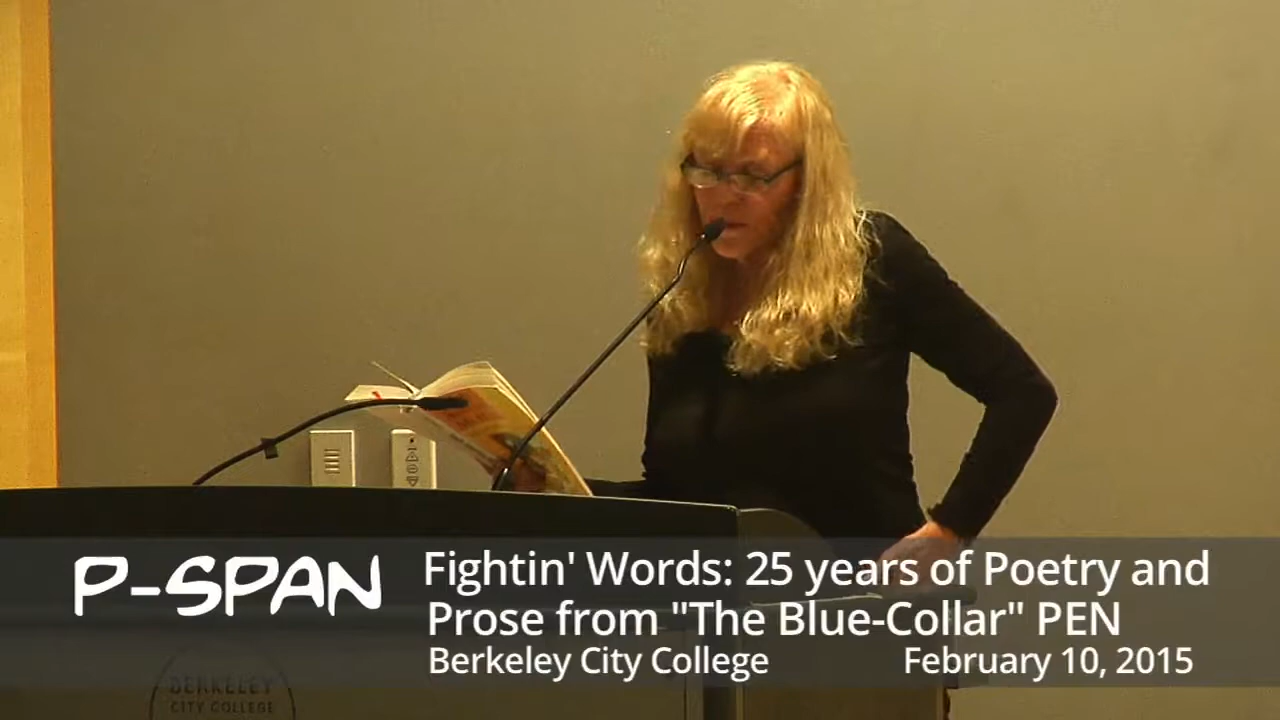 P-SPAN
Fightin' Words: 25 years of Poetry and
Prose from "The Blue-Collar" PEN
Berkeley City College
February 10, 2015
BERKELEY
CITY COLLEGE